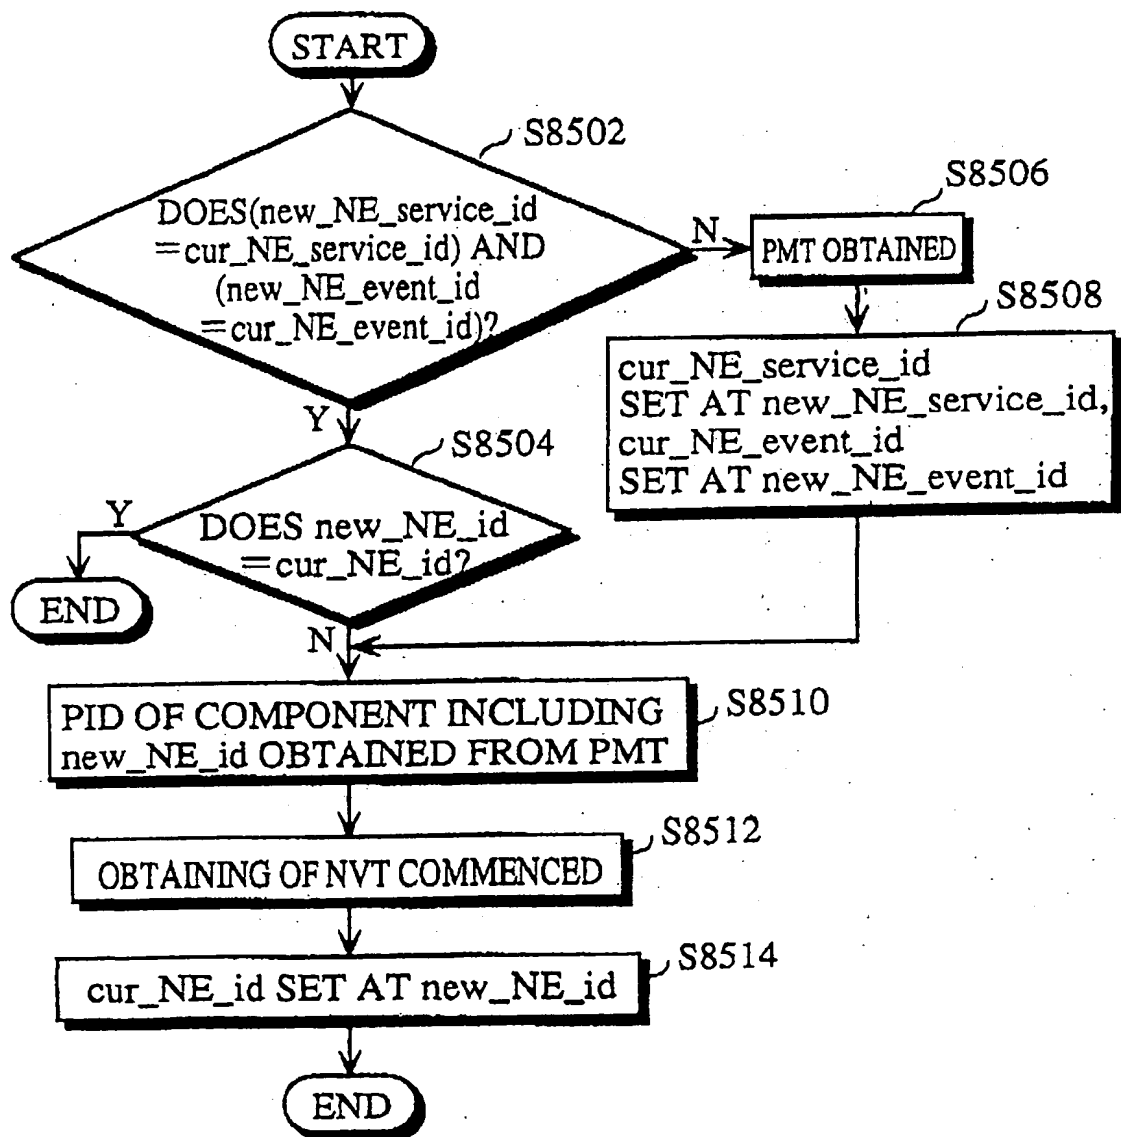 START
S8502
DOES(new_NE_service_id
=cur_NE_service_id) AND
(new_NE_event_id
=cur_NE_event_id)?
N
S8506
PMT OBTAINED
S8508
cur_NE_service_id
SET AT new_NE_service_id,
cur_NE_event_id
SET AT new_NE_event_id
Y
S8504
DOES new_NE_id
=cur_NE_id?
Y
END
N
S8510
PID OF COMPONENT INCLUDING
new_NE_id OBTAINED FROM PMT
S8512
OBTAINING OF NVT COMMENCED
S8514
cur_NE_id SET AT new_NE_id
END